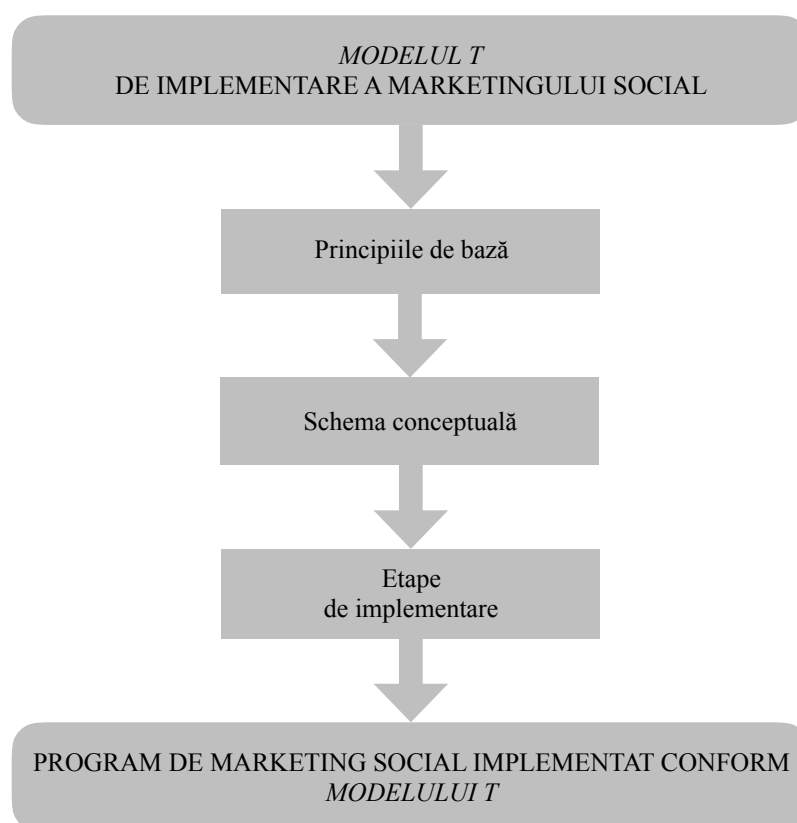 MODELUL T
DE IMPLEMENTARE A MARKETINGULUI SOCIAL
Principiile de bază
Schema conceptuală
Etape
de implementare
PROGRAM DE MARKETING SOCIAL IMPLEMENTAT CONFORM
MODELULUI T